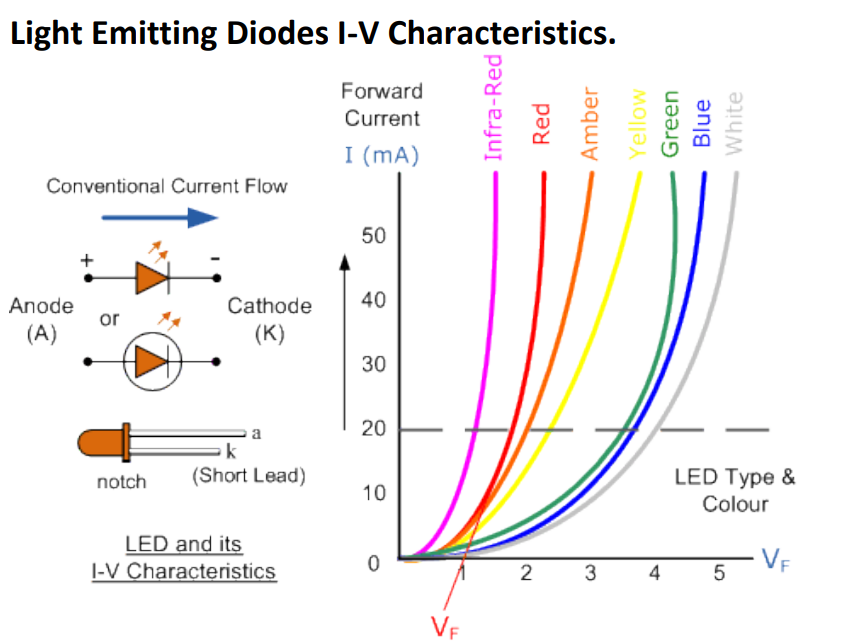 Light Emitting Diodes I-V Characteristics.
Forward
Current
I (mA)
Infra-Red
Red
Amber
Yellow
Green
Blue
White
Conventional Current Flow
+
-
Anode
(A)
or
Cathode
(K)
a
k
notch
(Short Lead)
LED and its
I-V Characteristics
50
40
30
20
10
0
1
2
3
4
5
VF
LED Type &
Colour
VF